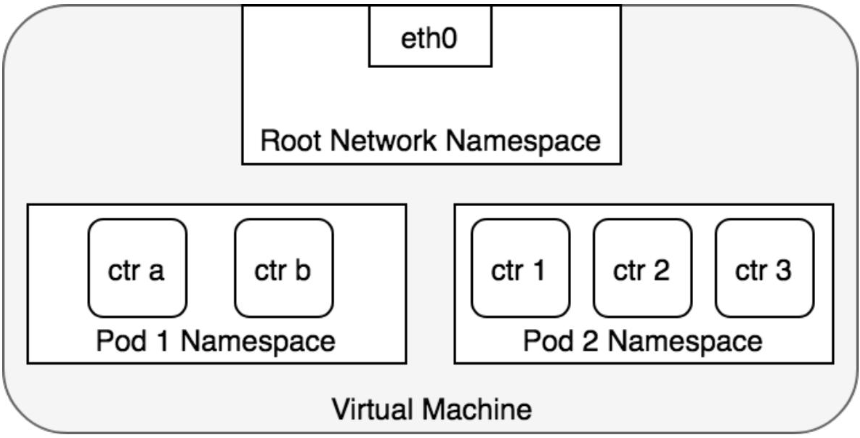 eth0
Root Network Namespace
ctr a
ctr b
Pod 1 Namespace
ctr 1
ctr 2
ctr 3
Pod 2 Namespace
Virtual Machine